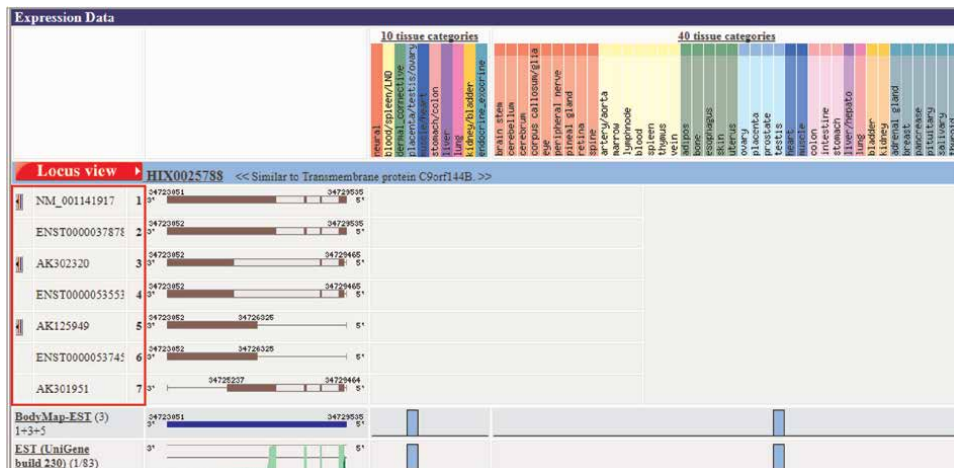 Expression Data
10 tissue categories
40 tissue categories
neural
blood/spleen/LND
dermal_connective
placenta/testis/ovary
muscle/heart
stomach/colon
liver
lung
kidney/bladder
endocrine_exocrine
brain stem
cerebellum
cerebrum
corpus callosum/glia
eye
peripheral nerve
pineal gland
retina
spine
artery/aorta
marrow
lymphnode
blood
spleen
thymus
vein
adipos
bone
esophagus
skin
uterus
ovary
placenta
prostate
testis
heart
muscle
colon
intestine
stomach
liver/hepato
lung
bladder
kidney
adrenal gland
breast
pancreas
pituitary
salivary
Locus view HIX0025788 << Similar to Transmembrane protein C9orf144B. >>
NM_001141917 1 3' 34723051 34729535 5'
ENST0000037878 2 3' 34723052 34729535 5'
AK302320 3 3' 34723052 34729465 5'
ENST0000053553 4 3' 34723052 34729465 5'
AK125949 5 3' 34723052 34726325 5'
ENST0000053745 6 3' 34723052 34726325 5'
AK301951 7 3' 34725237 34729464 5'
BodyMap-EST (3) 34723051 34729535
1+3+5 3' 5'
EST (UniGene 3' 5'
build 230) (1/83)